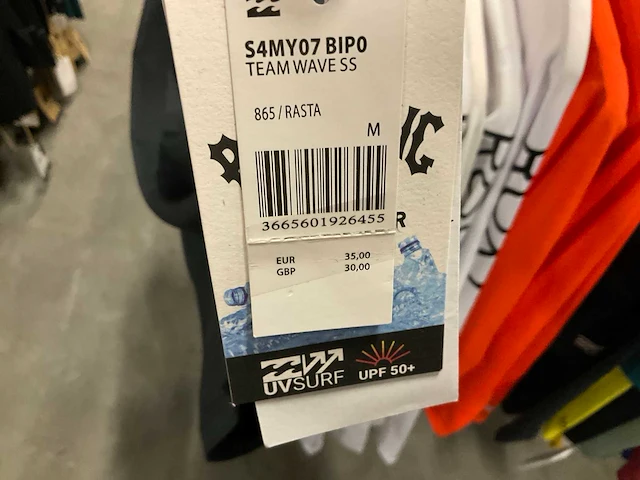 S4MY07 BIP0
TEAM WAVE SS
865 / RASTA
M
3665601926455
EUR 35,00
GBP 30,00
UVSURF
UPF 50+